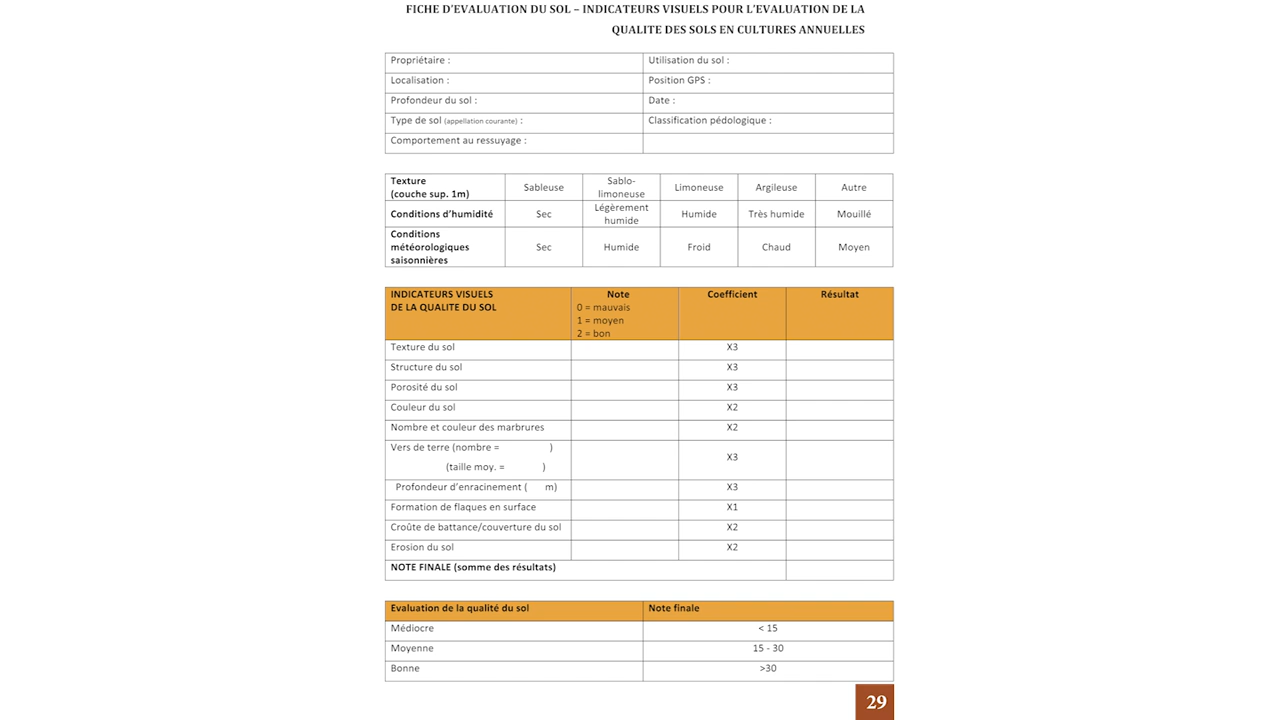 FICHE D’EVALUATION DU SOL – INDICATEURS VISUELS POUR L’EVALUATION DE LA
QUALITE DES SOLS EN CULTURES ANNUELLES
Propriétaire : Utilisation du sol :
Localisation : Position GPS :
Profondeur du sol : Date :
Type de sol (appellation courante) : Classification pédologique :
Comportement au ressuyage :
Texture
(couche sup. 1m) Sableuse Sablo-
limoneuse Limoneuse Argileuse Autre
Conditions d’humidité Sec Légèrement
humide Humide Très humide Mouillé
Conditions
météorologiques
saisonnières Sec Humide Froid Chaud Moyen
INDICATEURS VISUELS
DE LA QUALITE DU SOL
Note
0 = mauvais
1 = moyen
2 = bon
Coefficient
Résultat
Texture du sol X3
Structure du sol X3
Porosité du sol X3
Couleur du sol X2
Nombre et couleur des marbrures X2
Vers de terre (nombre = )
(taille moy. = ) X3
Profondeur d’enracinement ( m) X3
Formation de flaques en surface X1
Croûte de battance/couverture du sol X2
Erosion du sol X2
NOTE FINALE (somme des résultats)
Evaluation de la qualité du sol Note finale
Médiocre < 15
Moyenne 15 - 30
Bonne >30
29